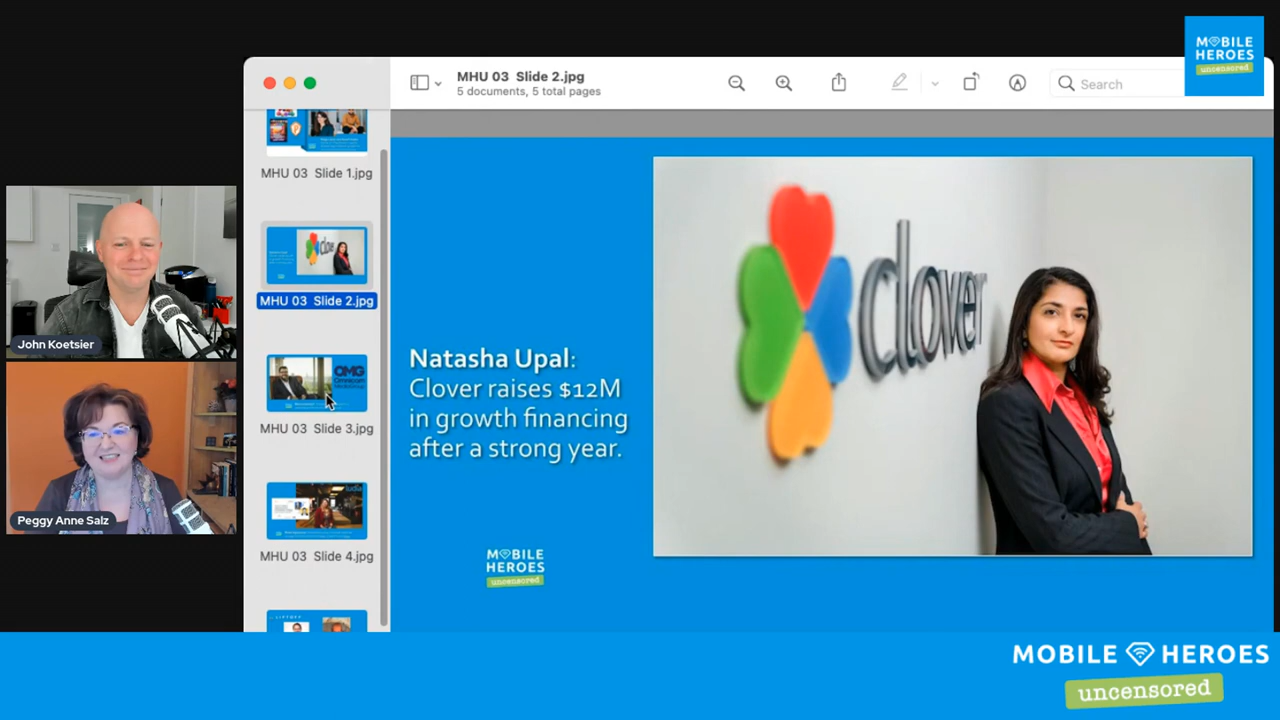 MOBILE
HEROES
uncensored
MHU 03 Slide 2.jpg
5 documents, 5 total pages
Search
MHU 03 Slide 1.jpg
MHU 03 Slide 2.jpg
OMG
MHU 03 Slide 3.jpg
MHU 03 Slide 4.jpg
John Koetsier
Peggy Anne Salz
clover
Natasha Upal:
Clover raises $12M
in growth financing
after a strong year.
MOBILE
HEROES
uncensored
MOBILE HEROES
uncensored